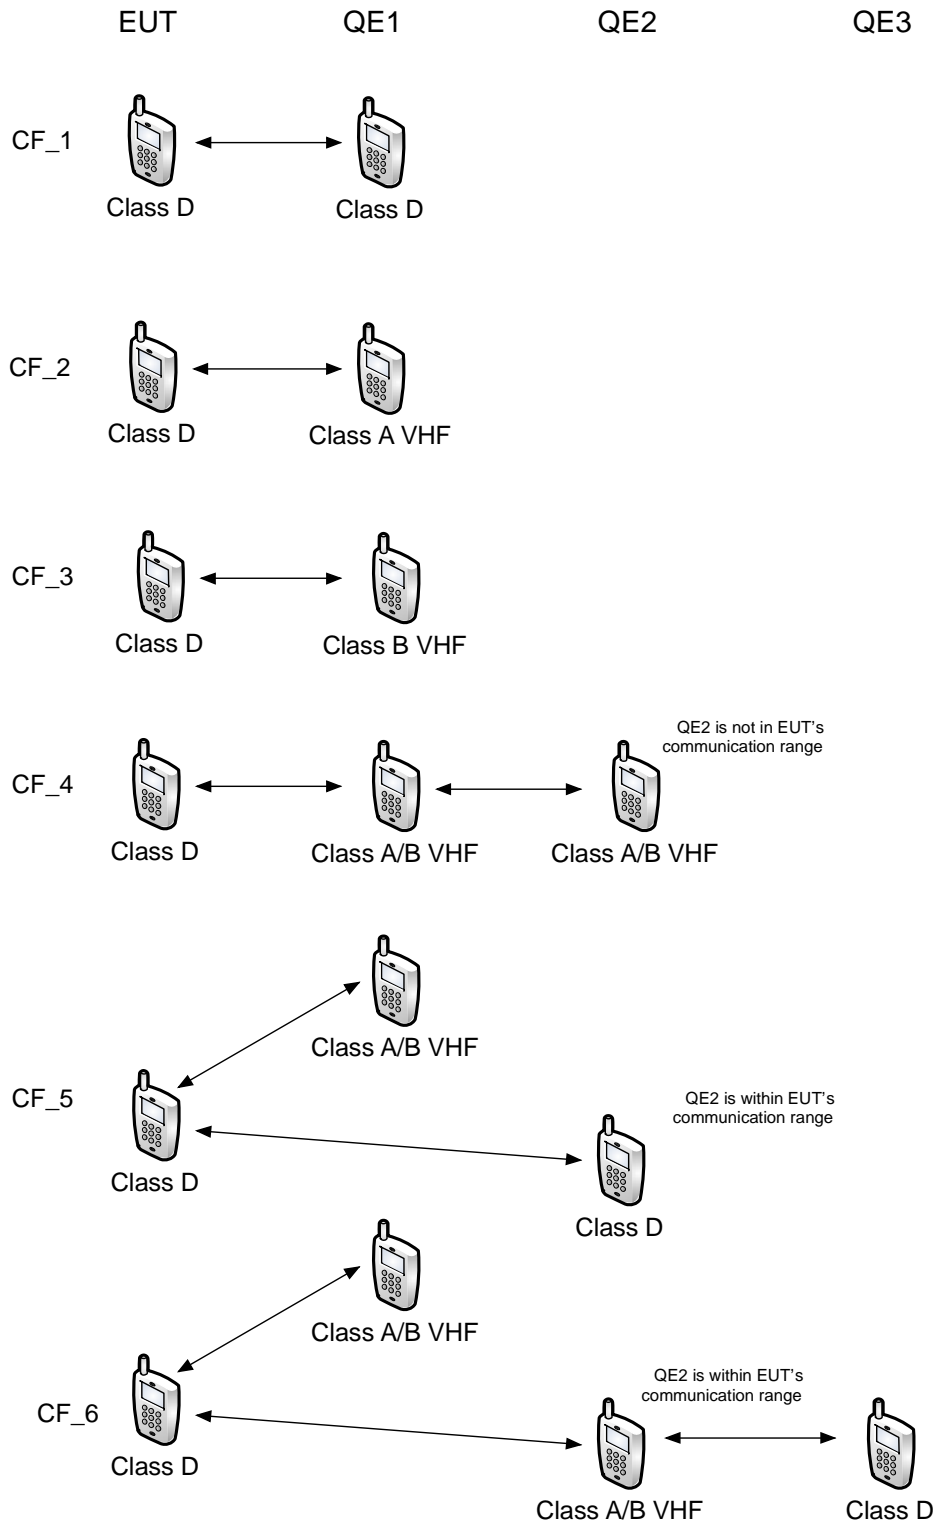 EUT QE1 QE2 QE3
CF_1
Class D Class D
CF_2
Class D Class A VHF
CF_3
Class D Class B VHF
QE2 is not in EUT's
communication range
CF_4
Class D Class A/B VHF Class A/B VHF
Class A/B VHF
CF_5
QE2 is within EUT's
communication range
Class D
Class D
Class A/B VHF
QE2 is within EUT's
communication range
CF_6
Class D
Class A/B VHF Class D